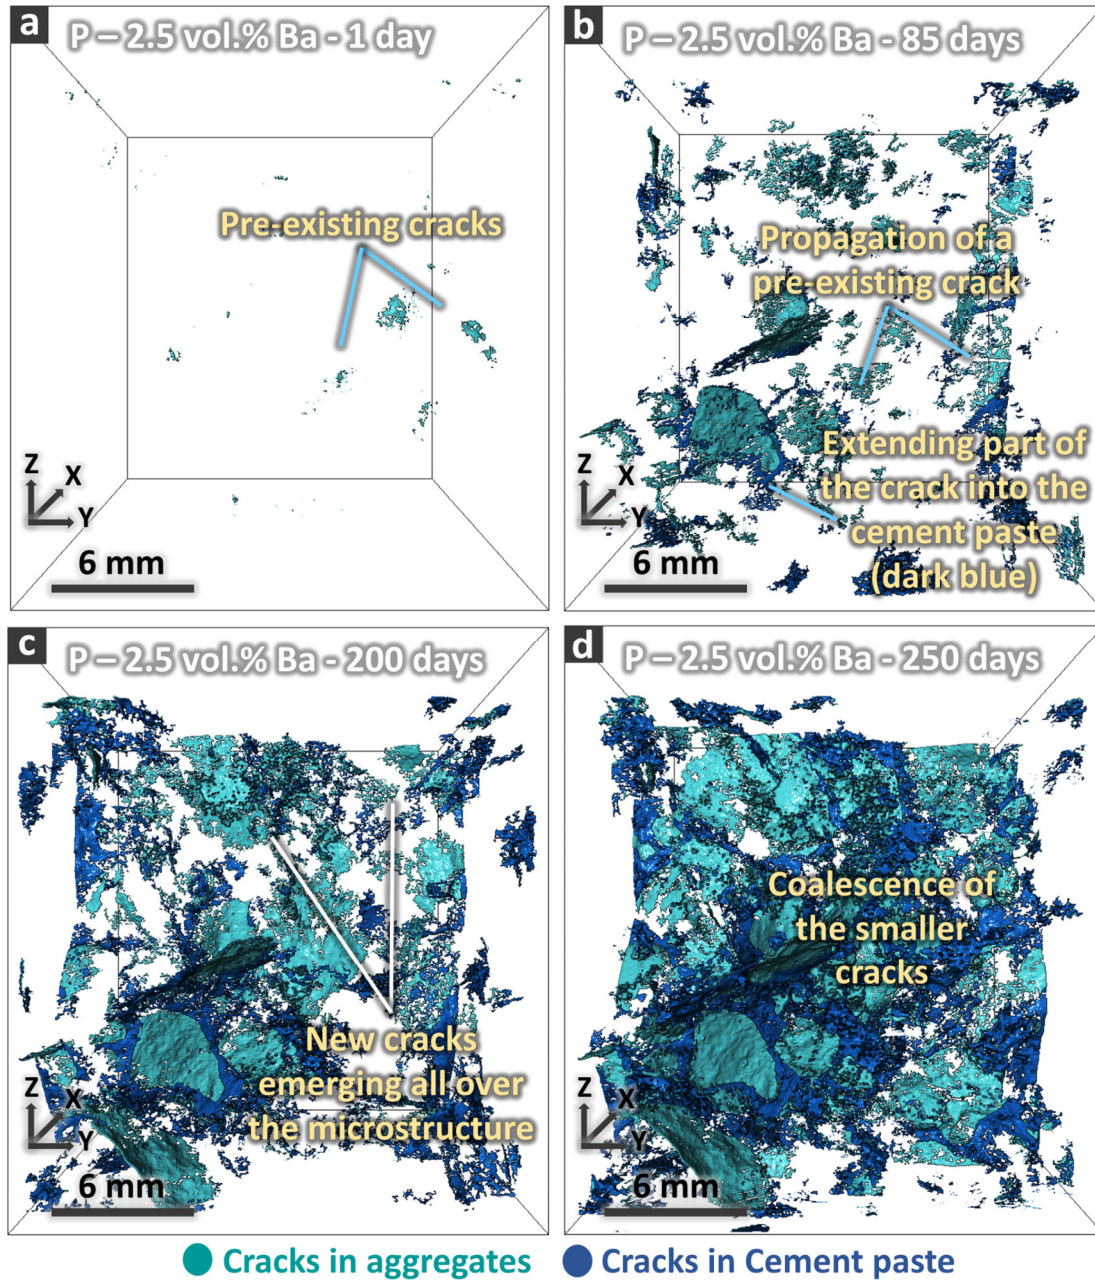 a
P – 2.5 vol.% Ba - 1 day
Pre-existing cracks
Z
X
Y
6 mm
b
P – 2.5 vol.% Ba - 85 days
Propagation of a
pre-existing crack
Extending part of
the crack into the
cement paste
(dark blue)
Z
X
Y
6 mm
c
P – 2.5 vol.% Ba - 200 days
New cracks
emerging all over
the microstructure
Z
X
Y
6 mm
d
P – 2.5 vol.% Ba - 250 days
Coalescence of
the smaller
cracks
Z
X
Y
6 mm
Cracks in aggregates
Cracks in Cement paste